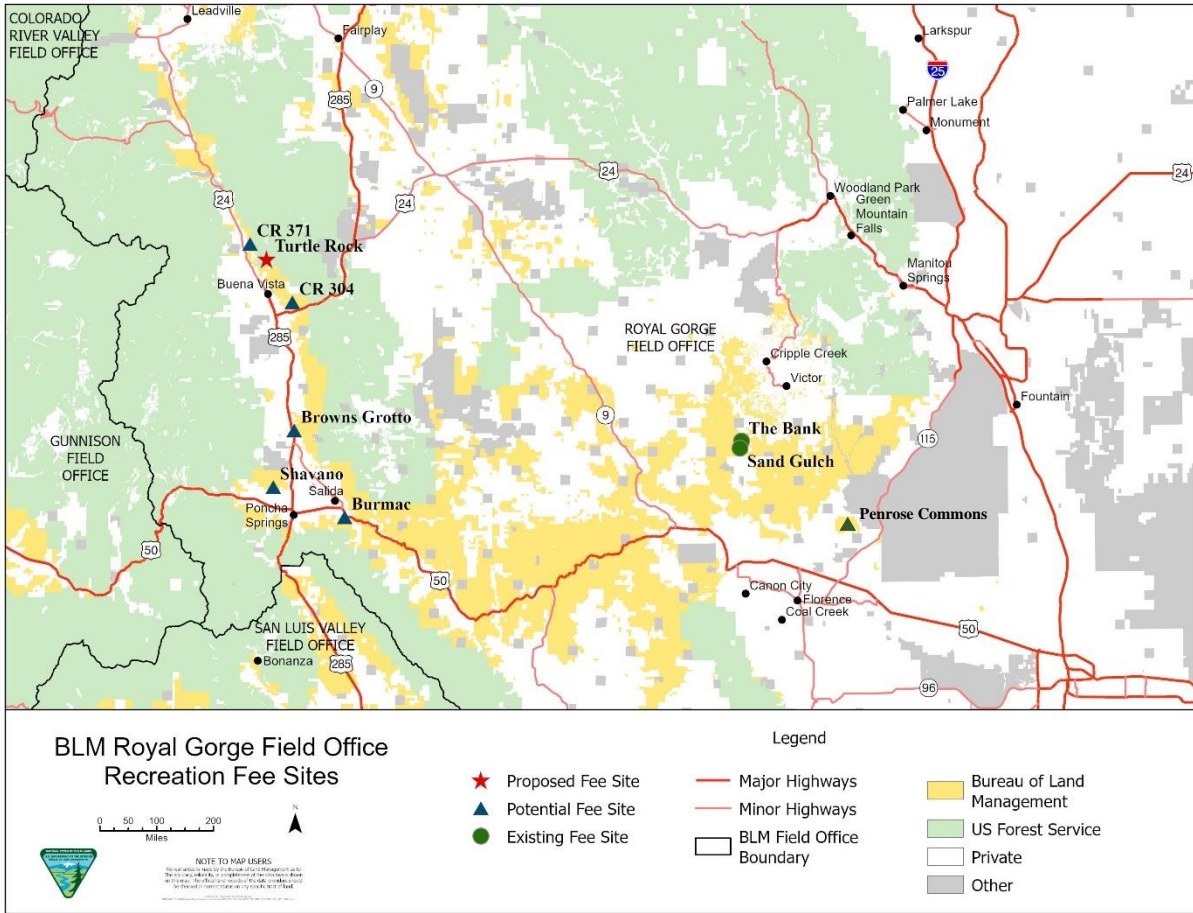 COLORADO
RIVER VALLEY
FIELD OFFICE
Leadville
Fairplay
Larkspur
25
285
9
Palmer Lake
Monument
24
24
24
24
Woodland Park
Green
Mountain
Falls
CR 371
Turtle Rock
Buena Vista
CR 304
Manitou
Springs
285
ROYAL GORGE
FIELD OFFICE
Cripple Creek
Victor
Fountain
9
115
Browns Grotto
The Bank
Sand Gulch
GUNNISON
FIELD
OFFICE
Shavano
Salida
Poncha
Springs
Burmac
Penrose Commons
50
50
Canon City
Florence
Coal Creek
50
SAN LUIS VALLEY
FIELD OFFICE
Bonanza
285
96
BLM Royal Gorge Field Office
Recreation Fee Sites
N
0 100 200
Miles
NOTE TO MAP USERS
Legend
Proposed Fee Site
Potential Fee Site
Existing Fee Site
Major Highways
Minor Highways
BLM Field Office
Boundary
Bureau of Land
Management
US Forest Service
Private
Other